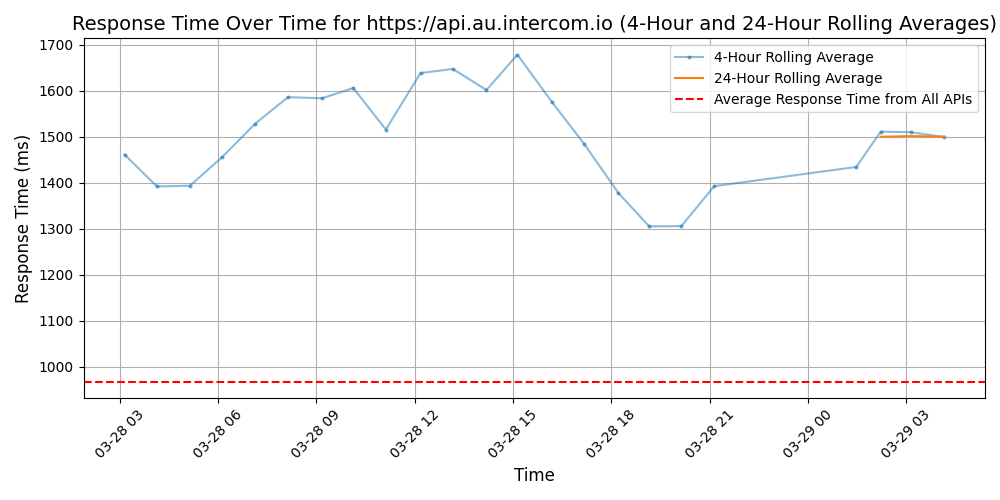 Response Time Over Time for https://api.au.intercom.io (4-Hour and 24-Hour Rolling Averages)
4-Hour Rolling Average
24-Hour Rolling Average
Average Response Time from All APIs
Response Time (ms)
1700
1600
1500
1400
1300
1200
1100
1000
03-28 03
03-28 06
03-28 09
03-28 12
03-28 15
03-28 18
03-28 21
03-29 00
03-29 03
Time